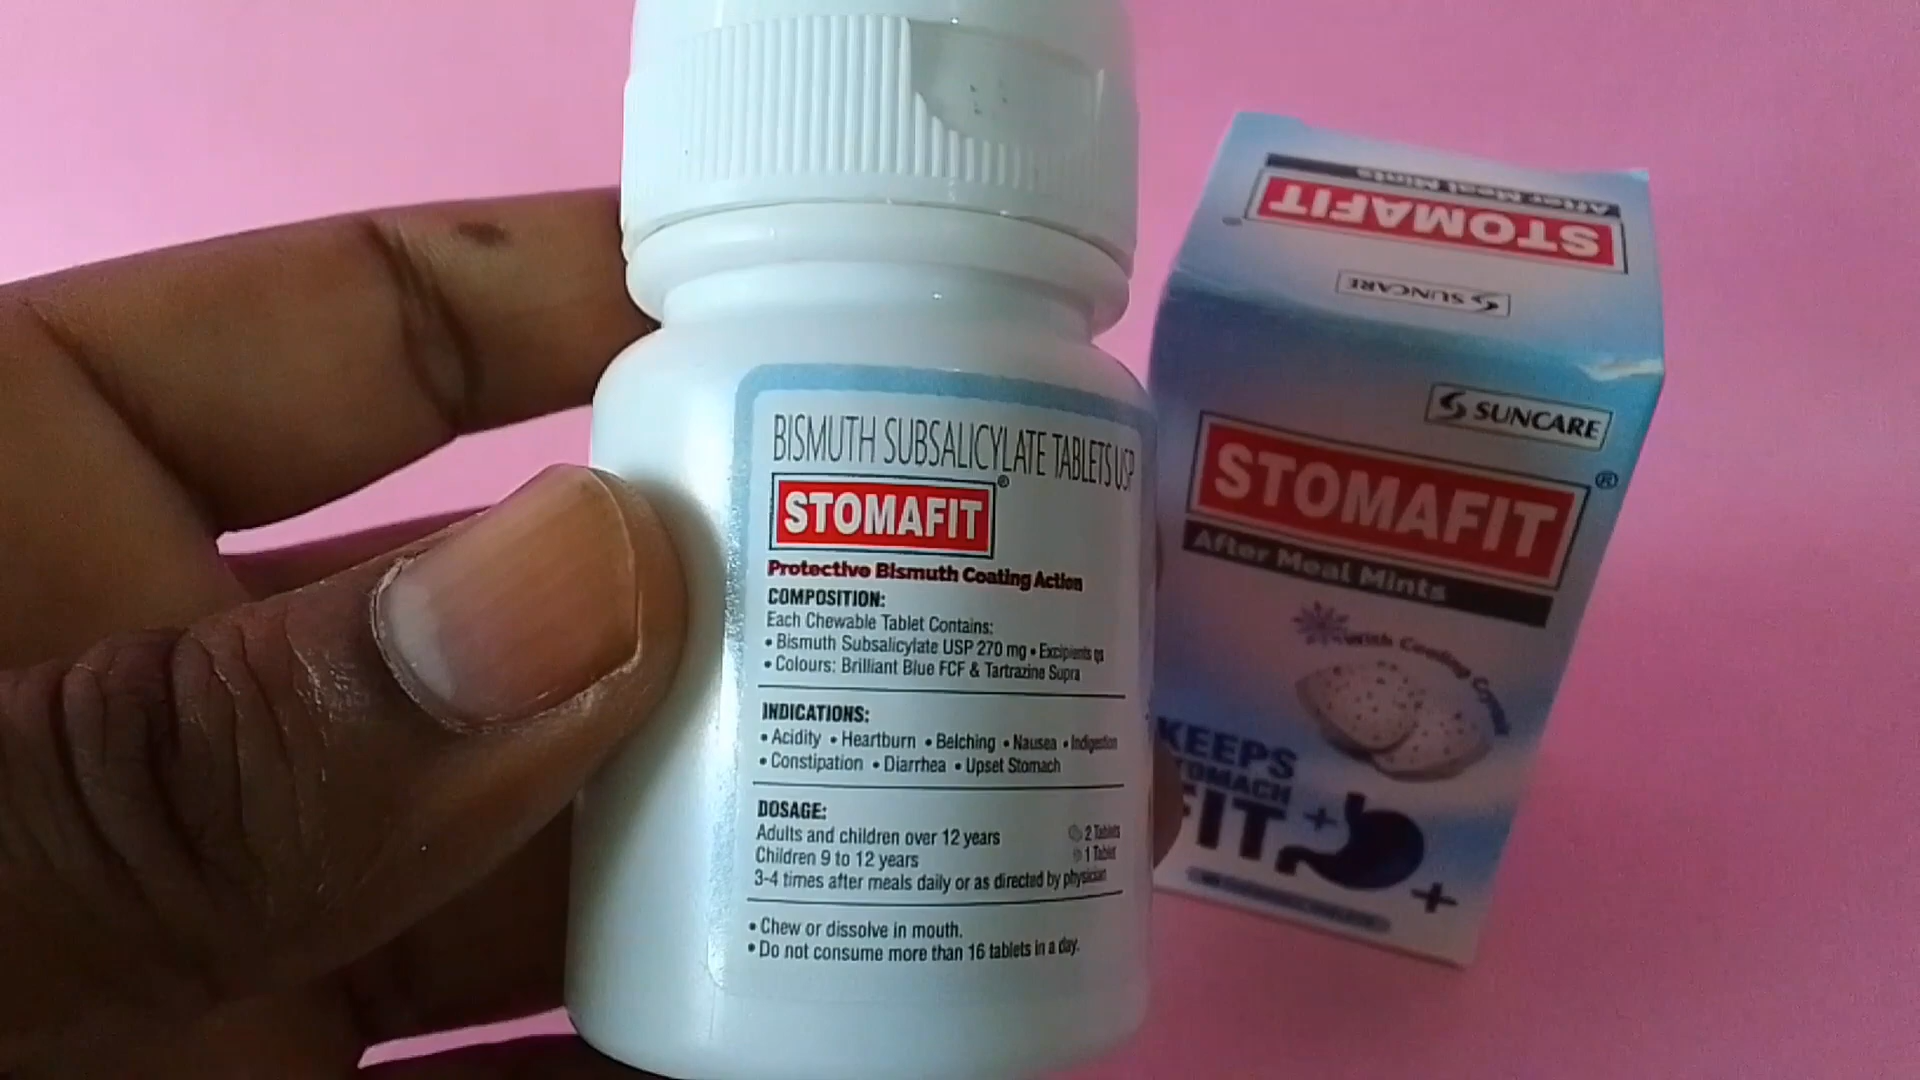 BISMUTH SUBSALICYLATE TABLETS USP
STOMAFIT®
Protective Bismuth Coating Action
COMPOSITION:
Each Chewable Tablet Contains:
• Bismuth Subsalicylate USP 270 mg • Excipients qs
• Colours: Brilliant Blue FCF & Tartrazine Supra
INDICATIONS:
• Acidity • Heartburn • Belching • Nausea • Indigestion
• Constipation • Diarrhea • Upset Stomach
DOSAGE:
Adults and children over 12 years 2 Tablets
Children 9 to 12 years 1 Tablet
3-4 times after meals daily or as directed by physician
• Chew or dissolve in mouth.
• Do not consume more than 16 tablets in a day.
After Meal Mints
STOMAFIT
SUNCARE
SUNCARE
STOMAFIT®
After Meal Mints
With Cooling Crystal
KEEPS
STOMACH
FIT